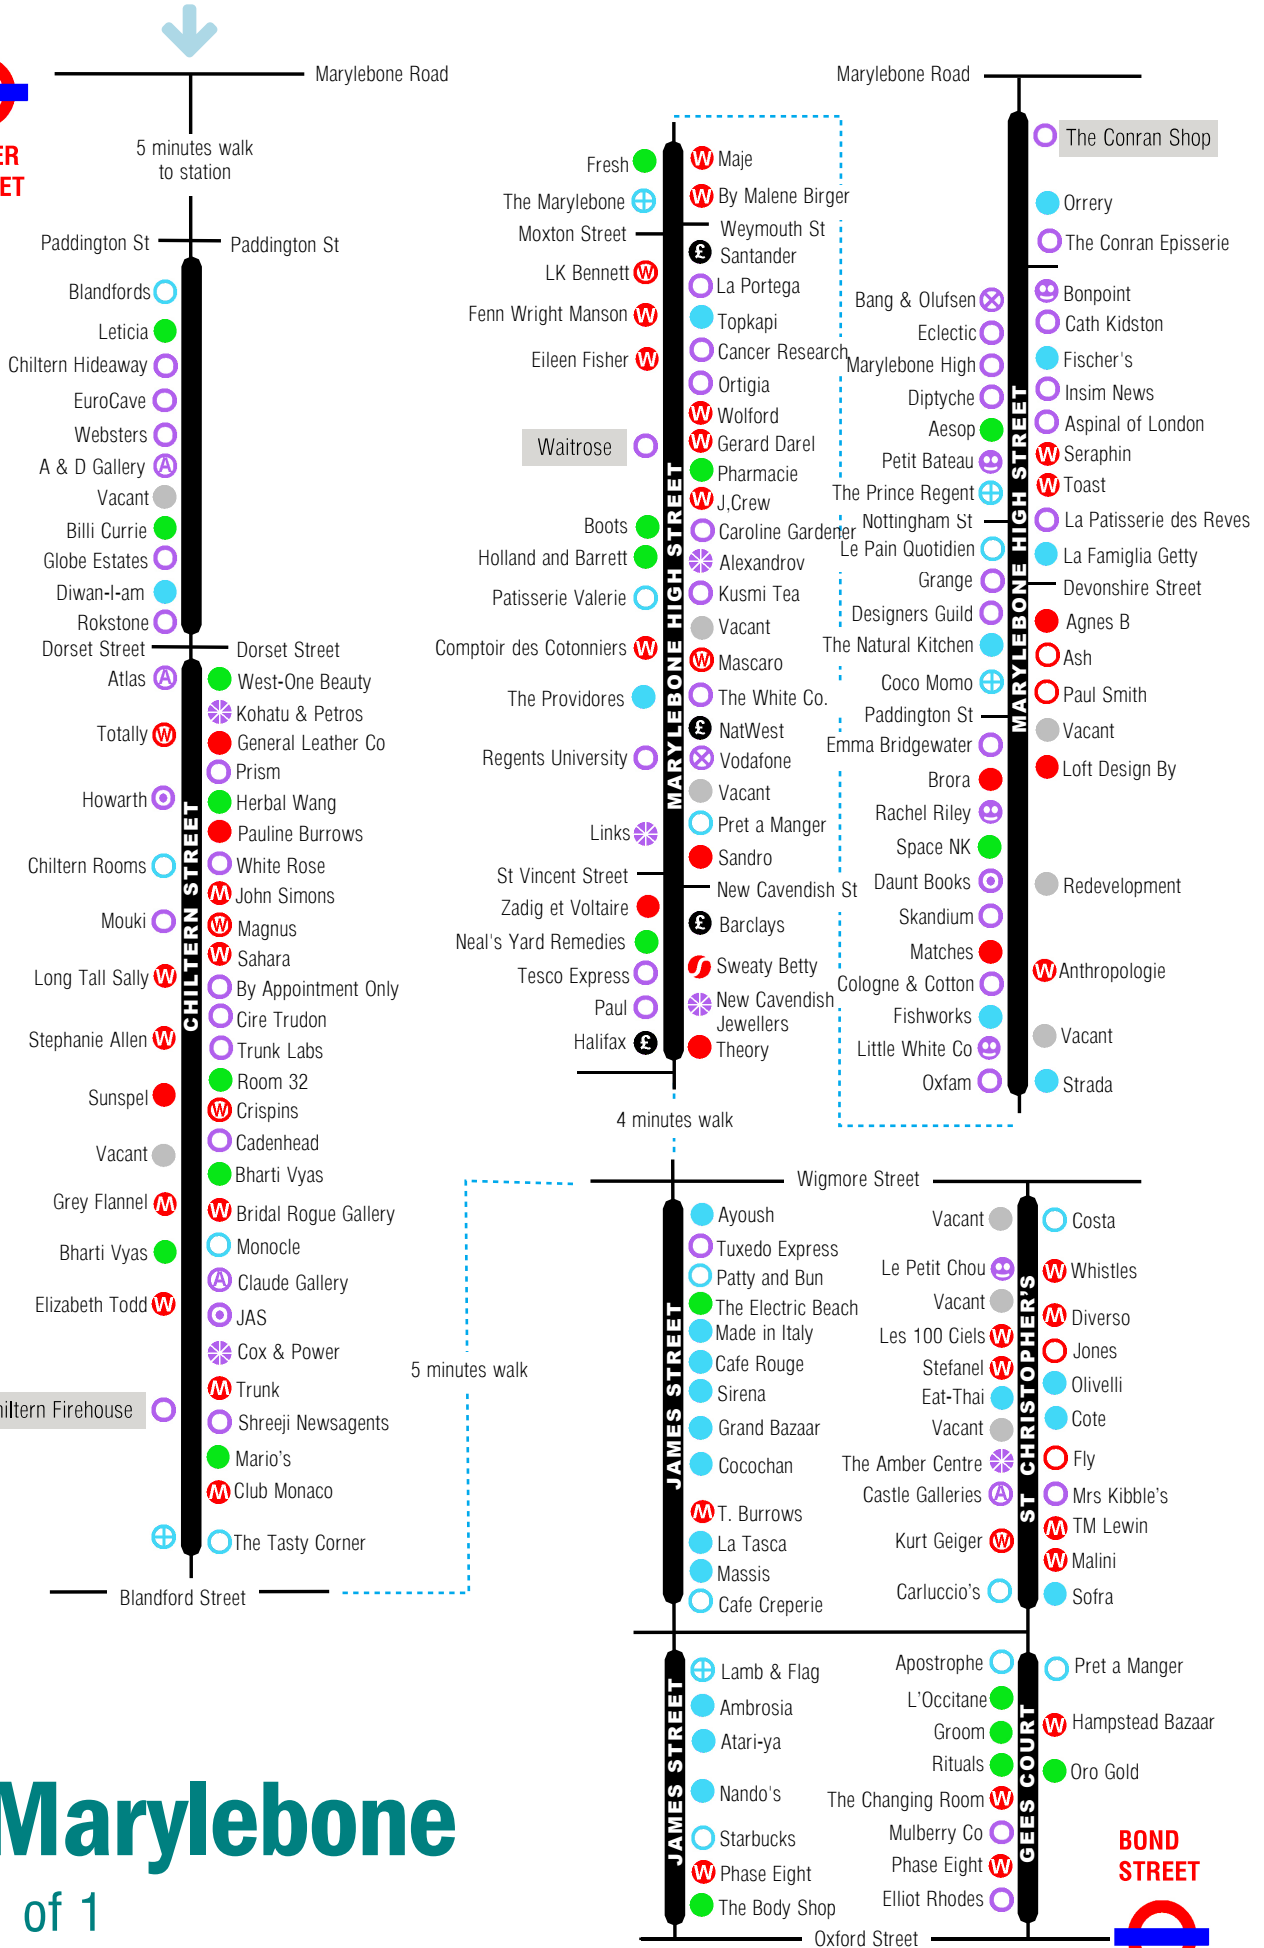 Marylebone Road
5 minutes walk
to station
ER
ET
Paddington St
Paddington St
Blandfords
Leticia
Chiltern Hideaway
EuroCave
Websters
A & D Gallery
A
Vacant
Billi Currie
Globe Estates
Diwan-I-am
Rokstone
Dorset Street
Dorset Street
CHILTERN STREET
Atlas
A
Totally
W
Howarth
Chiltern Rooms
Mouki
Long Tall Sally
W
Stephanie Allen
W
Sunspel
Vacant
Grey Flannel
M
Bharti Vyas
Elizabeth Todd
W
hiltern Firehouse
West-One Beauty
Kohatu & Petros
General Leather Co
Prism
Herbal Wang
Pauline Burrows
White Rose
M
John Simons
W
Magnus
W
Sahara
By Appointment Only
Cire Trudon
Trunk Labs
Room 32
W
Crispins
Cadenhead
Bharti Vyas
W
Bridal Rogue Gallery
Monocle
A
Claude Gallery
JAS
Cox & Power
M
Trunk
Shreeji Newsagents
Mario's
M
Club Monaco
The Tasty Corner
Blandford Street
5 minutes walk
Marylebone
of 1
MARYLEBONE HIGH STREET
Fresh
The Marylebone
Moxton Street
LK Bennett
W
Fenn Wright Manson
W
Eileen Fisher
W
Waitrose
Boots
Holland and Barrett
Patisserie Valerie
Comptoir des Cotonniers
W
The Providores
Regents University
Links
St Vincent Street
Zadig et Voltaire
Neal's Yard Remedies
Tesco Express
Paul
Halifax
£
W
Maje
W
By Malene Birger
Weymouth St
£
Santander
La Portega
Topkapi
Cancer Research
Ortigia
W
Wolford
W
Gerard Darel
Pharmacie
W
J,Crew
Caroline Gardener
Alexandrov
Kusmi Tea
Vacant
W
Mascaro
The White Co.
£
NatWest
Vodafone
Vacant
Pret a Manger
Sandro
New Cavendish St
£
Barclays
Sweaty Betty
New Cavendish
Jewellers
Theory
4 minutes walk
Marylebone Road
MARYLEBONE HIGH STREET
Bang & Olufsen
Eclectic
Marylebone High
Diptyche
Aesop
Petit Bateau
The Prince Regent
Nottingham St
Le Pain Quotidien
Grange
Designers Guild
The Natural Kitchen
Coco Momo
Paddington St
Emma Bridgewater
Brora
Rachel Riley
Space NK
Daunt Books
Skandium
Matches
Cologne & Cotton
Fishworks
Little White Co
Oxfam
The Conran Shop
Orrery
The Conran Episserie
Bonpoint
Cath Kidston
Fischer's
Insim News
Aspinal of London
W
Seraphin
W
Toast
La Patisserie des Reves
La Famiglia Getty
Devonshire Street
Agnes B
Ash
Paul Smith
Vacant
Loft Design By
Redevelopment
W
Anthropologie
Vacant
Strada
Wigmore Street
JAMES STREET
Ayoush
Tuxedo Express
Patty and Bun
The Electric Beach
Made in Italy
Cafe Rouge
Sirena
Grand Bazaar
Cocochan
M
T. Burrows
La Tasca
Massis
Cafe Creperie
JAMES STREET
Lamb & Flag
Ambrosia
Atari-ya
Nando's
Starbucks
W
Phase Eight
The Body Shop
ST CHRISTOPHER'S
Vacant
Le Petit Chou
Vacant
Les 100 Ciels
W
Stefanel
W
Eat-Thai
Vacant
The Amber Centre
Castle Galleries
A
Kurt Geiger
W
Carluccio's
Costa
W
Whistles
M
Diverso
Jones
Olivelli
Cote
Fly
Mrs Kibble's
M
TM Lewin
W
Malini
Sofra
GEES COURT
Apostrophe
L'Occitane
Groom
Rituals
The Changing Room
W
Mulberry Co
Phase Eight
W
Elliot Rhodes
Pret a Manger
W
Hampstead Bazaar
Oro Gold
BOND
STREET
Oxford Street